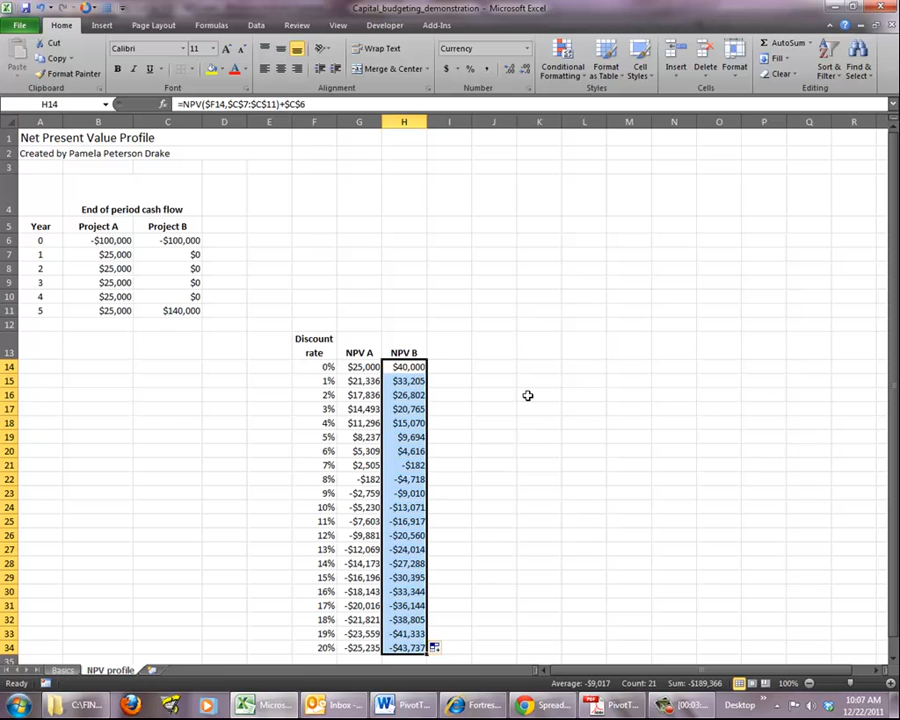 Capital_budgeting_demonstration - Microsoft Excel
File Home Insert Page Layout Formulas Data Review View Developer Add-Ins
Paste Cut Copy Format Painter Clipboard
Calibri 11 B I U Font
Wrap Text Merge & Center Alignment
Currency $ % , Number
Conditional Formatting Format as Table Cell Styles Styles
Insert Delete Format Cells
AutoSum Fill Clear Sort & Filter Find & Select Editing
H14 fx =NPV($F14,$C$7:$C$11)+$C$6
A B C D E F G H I J K L M N O P Q R
1 Net Present Value Profile
2 Created by Pamela Peterson Drake
3
4 End of period cash flow
5 Year Project A Project B
6 0 -$100,000 -$100,000
7 1 $25,000 $0
8 2 $25,000 $0
9 3 $25,000 $0
10 4 $25,000 $0
11 5 $25,000 $140,000
12
Discount
13 rate NPV A NPV B
14 0% $25,000 $40,000
15 1% $21,336 $33,205
16 2% $17,836 $26,802
17 3% $14,493 $20,765
18 4% $11,296 $15,070
19 5% $8,237 $9,694
20 6% $5,309 $4,616
21 7% $2,505 -$182
22 8% -$182 -$4,718
23 9% -$2,759 -$9,010
24 10% -$5,230 -$13,071
25 11% -$7,603 -$16,917
26 12% -$9,881 -$20,560
27 13% -$12,069 -$24,014
28 14% -$14,173 -$27,288
29 15% -$16,196 -$30,395
30 16% -$18,143 -$33,344
31 17% -$20,016 -$36,144
32 18% -$21,821 -$38,805
33 19% -$23,559 -$41,333
34 20% -$25,235 -$43,737
35
Basics NPV profile
Ready Average: -$9,017 Count: 21 Sum: -$189,366 100%
C:\FIN... Micros... Inbox - ... PivotT... Fortres... Spread... PivotT... (00:03:... Desktop 10:07 AM
12/22/2011